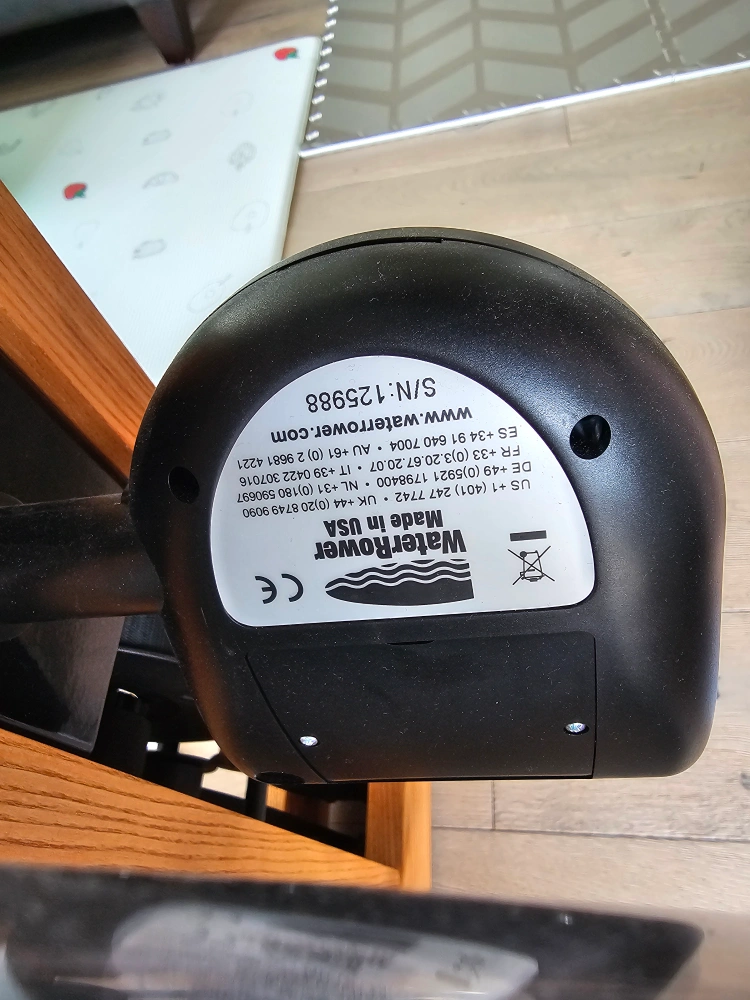 CE
WaterRower
Made in USA
US +1 (401) 247 7742 • UK +44 (0)20 8749 9090
DE +49(0)5921 1798400 • NL +31 (0)180 590697
FR +33 (0)3.20.67.20.07 • IT +39 0422 307016
ES +34 91 640 7004 • AU +61 (0) 2 9681 4221
www.waterrower.com
S/N:125988